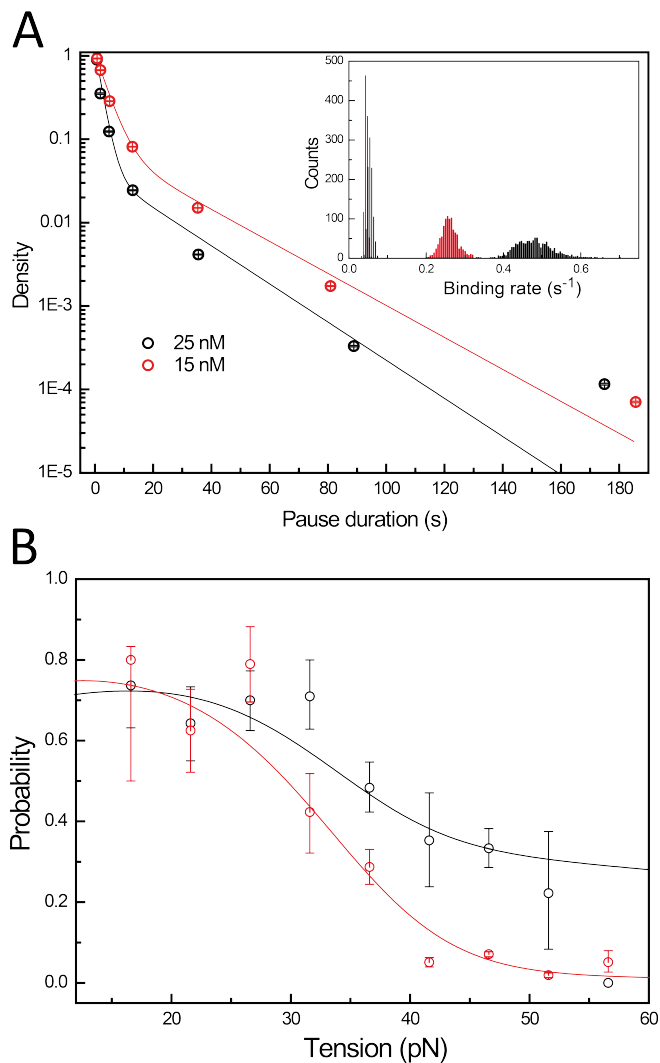 A
1
0.1
0.01
1E-3
1E-4
1E-5
Density
0 20 40 60 80 100 120 140 160 180
Pause duration (s)
25 nM
15 nM
500
400
300
200
100
0
Counts
0.0 0.2 0.4 0.6
Binding rate (s⁻¹)
B
1.0
0.8
0.6
0.4
0.2
0.0
Probability
20 30 40 50 60
Tension (pN)